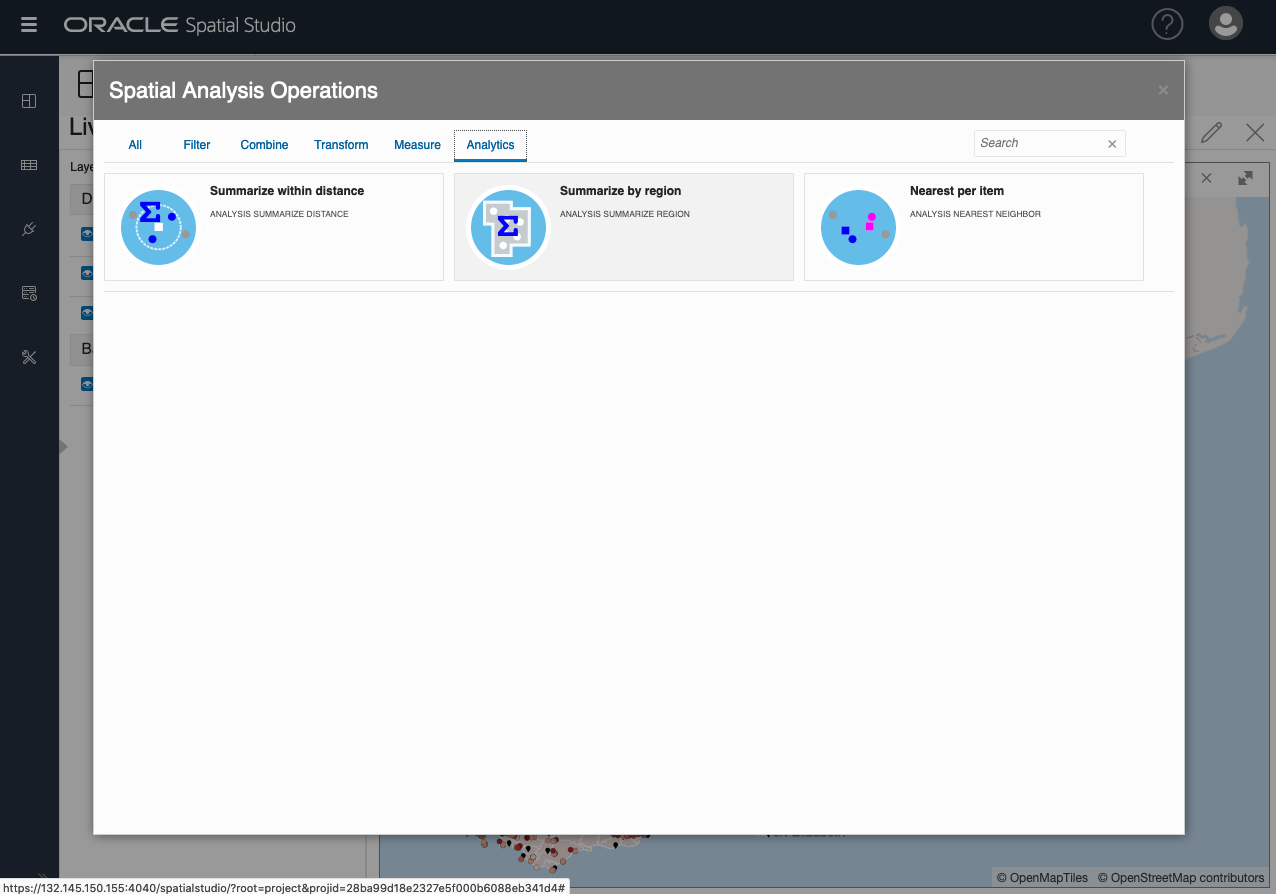 ORACLE Spatial Studio
?
Spatial Analysis Operations
Liv
All Filter Combine Transform Measure Analytics
Search
Laye
Summarize within distance
ANALYSIS SUMMARIZE DISTANCE
Summarize by region
ANALYSIS SUMMARIZE REGION
Nearest per item
ANALYSIS NEAREST NEIGHBOR
D
B
© OpenMapTiles © OpenStreetMap contributors
https://132.145.150.155:4040/spatialstudio/?root=project&projid=28ba99d18e2327e5f000b6088eb341d4#